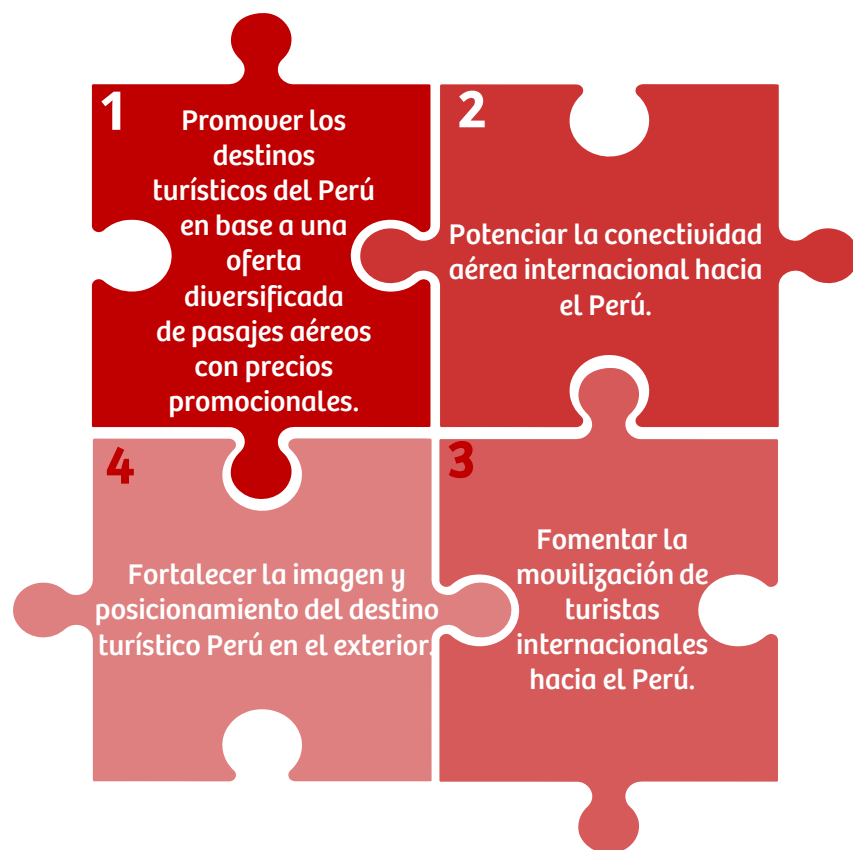 1
Promover los
destinos
turísticos del Perú
en base a una
oferta
diversificada
de pasajes aéreos
con precios
promocionales.
2
Potenciar la conectividad
aérea internacional hacia
el Perú.
3
Fomentar la
movilización de
turistas
internacionales
hacia el Perú.
4
Fortalecer la imagen y
posicionamiento del destino
turístico Perú en el exterior.